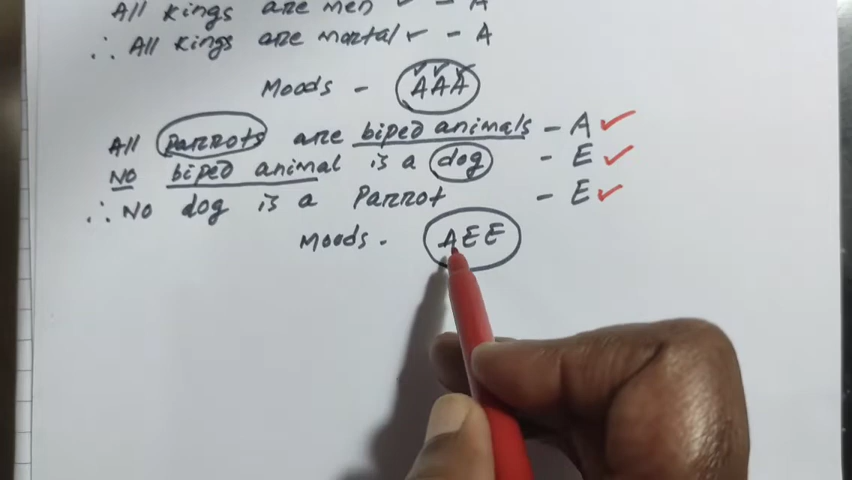 All kings are men ✓ - A
∴ All kings are mortal ✓ - A
Moods - AAA
All parrots are biped animals - A ✓
NO biped animal is a dog - E ✓
∴ NO dog is a Parrot - E ✓
Moods - AEE